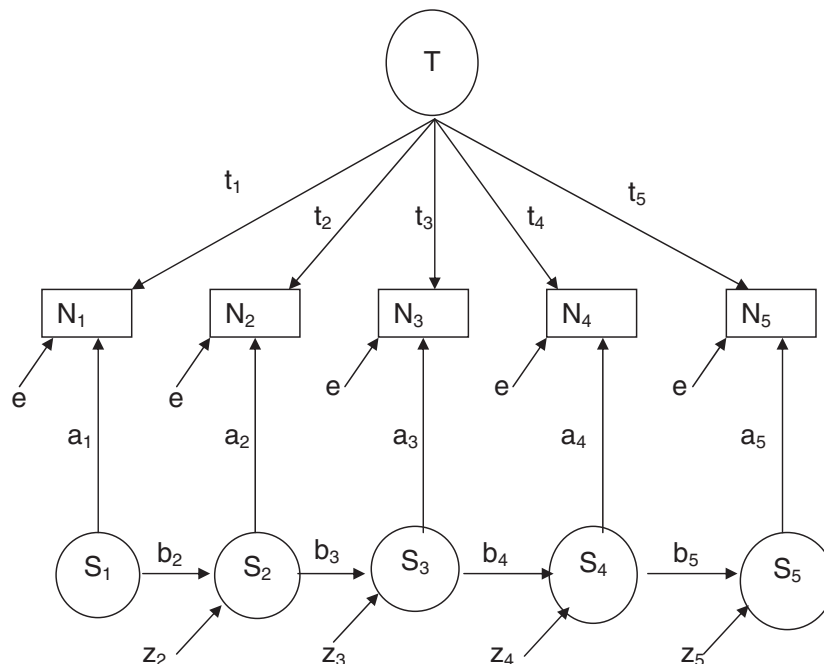 T
t₁ t₂ t₃ t₄ t₅
N₁ N₂ N₃ N₄ N₅
e e e e e
a₁ a₂ a₃ a₄ a₅
S₁ b₂ S₂ b₃ S₃ b₄ S₄ b₅ S₅
z₂ z₃ z₄ z₅